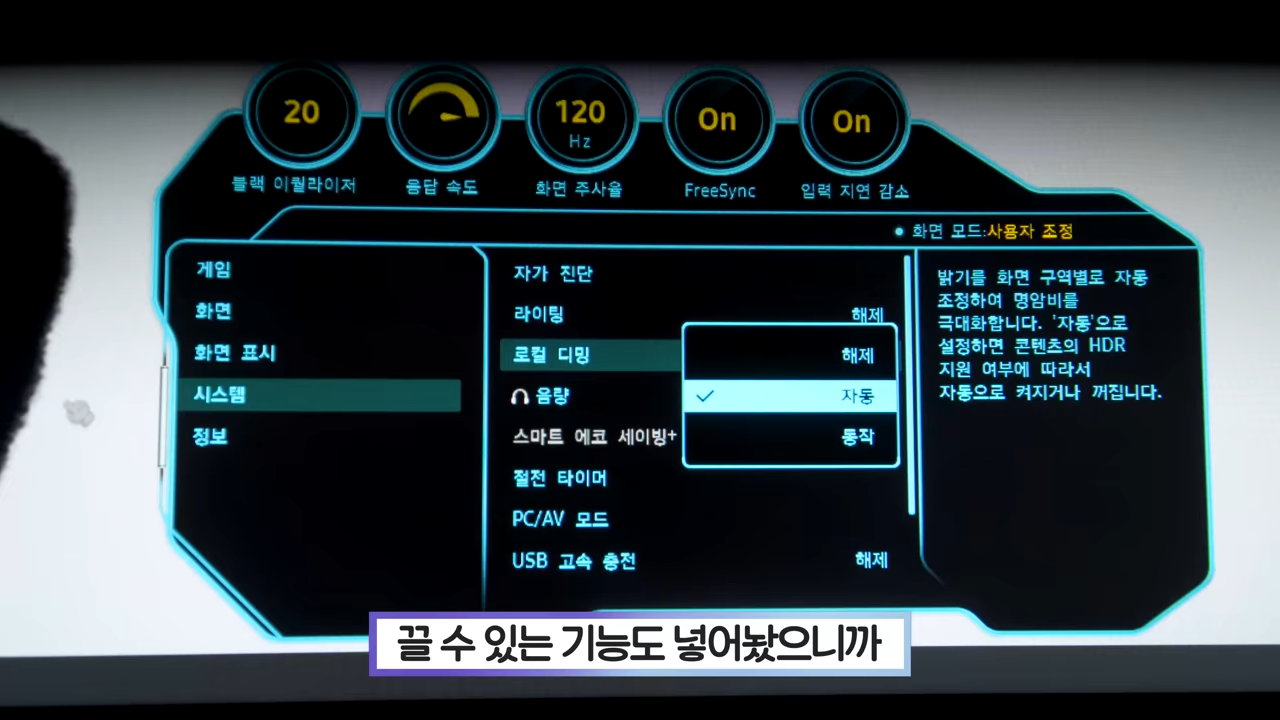 20
120
Hz
On
On
블랙 이퀄라이저
응답 속도
화면 주사율
FreeSync
입력 지연 감소
화면 모드:사용자 조정
게임
화면
화면 표시
시스템
정보
자가 진단
라이팅 해제
로컬 디밍
음량
스마트 에코 세이빙+
절전 타이머
PC/AV 모드
USB 고속 충전 해제
해제
자동
동작
밝기를 화면 구역별로 자동
조정하여 명암비를
극대화합니다. '자동'으로
설정하면 콘텐츠의 HDR
지원 여부에 따라서
자동으로 켜지거나 꺼집니다.
끌 수 있는 기능도 넣어놨으니까